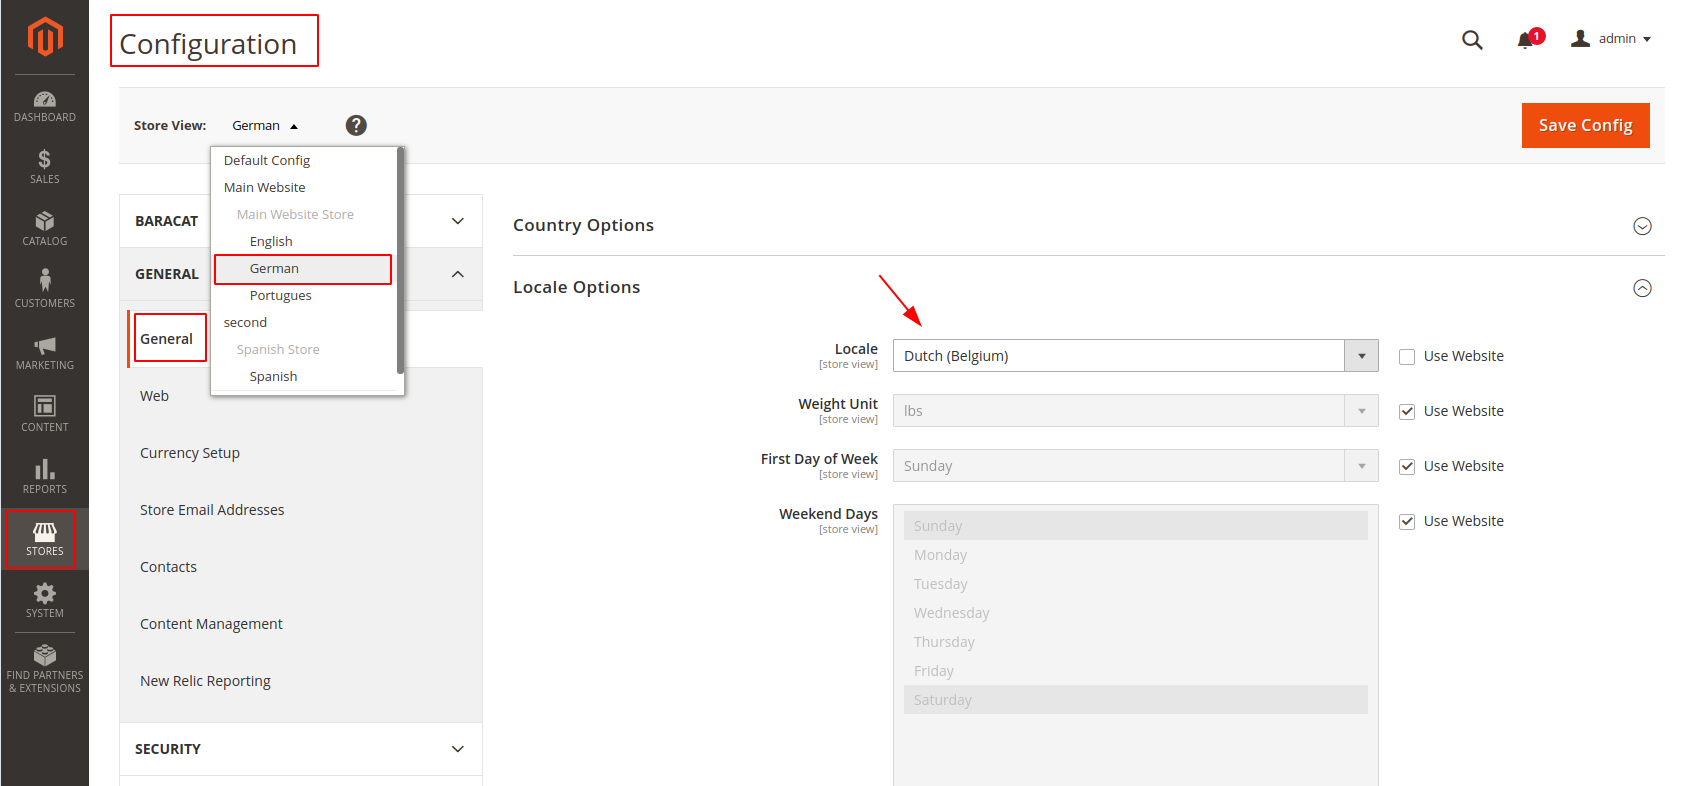 Configuration
1
admin
DASHBOARD
SALES
CATALOG
CUSTOMERS
MARKETING
CONTENT
REPORTS
STORES
SYSTEM
FIND PARTNERS
& EXTENSIONS
Store View: German ?
Save Config
Default Config
Main Website
Main Website Store
English
German
Portugues
second
Spanish Store
Spanish
BARACAT
GENERAL
General
Web
Currency Setup
Store Email Addresses
Contacts
Content Management
New Relic Reporting
SECURITY
Country Options
Locale Options
Locale Dutch (Belgium) Use Website
[store view]
Weight Unit lbs Use Website
[store view]
First Day of Week Sunday Use Website
[store view]
Weekend Days Use Website
[store view]
Sunday
Monday
Tuesday
Wednesday
Thursday
Friday
Saturday